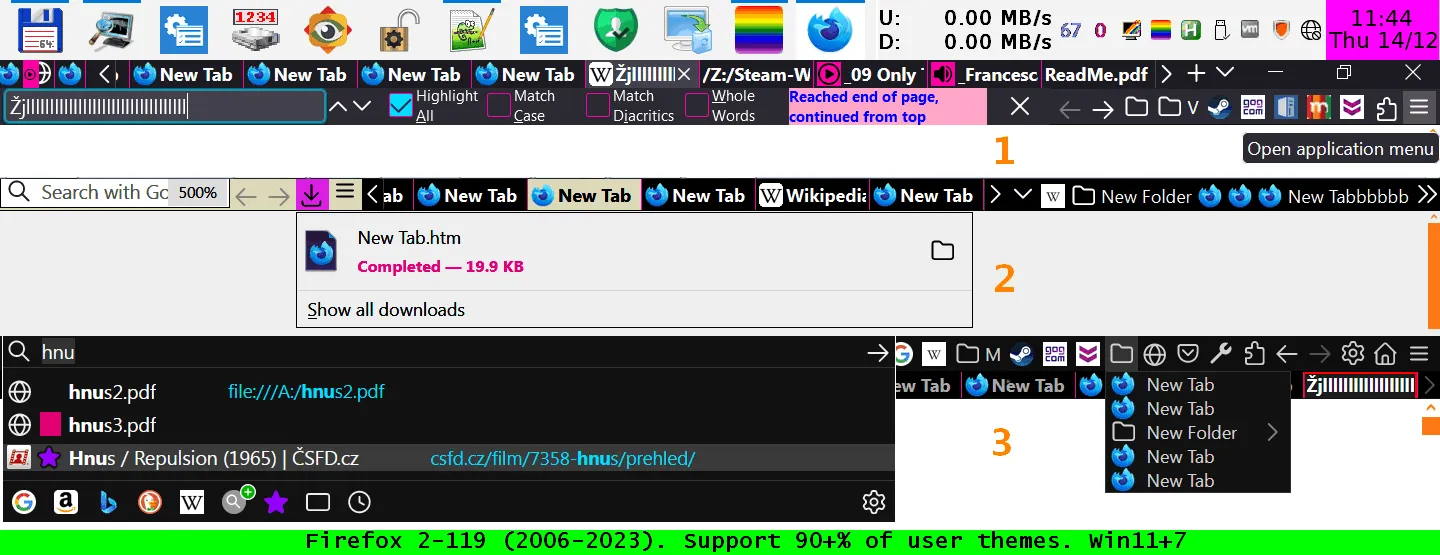 64:
1234
U: 0.00 MB/s
D: 0.00 MB/s
67 0
vm
11:44
Thu 14/12
New Tab
New Tab
New Tab
New Tab
Žjlllllllll
/Z:/Steam-W
_09 Only
_Francesc
ReadMe.pdf
Highlight All
Match Case
Match Diacritics
Whole Words
Reached end of page, continued from top
V
gog com
1
Open application menu
Search with Go
500%
ab
New Tab
New Tab
New Tab
Wikipedia
New Tab
New Folder
New Tabbbbbb
New Tab.htm
Completed — 19.9 KB
Show all downloads
2
hnu
M
gog com
hnus2.pdf file:///A:/hnus2.pdf
hnus3.pdf
Hnus / Repulsion (1965) | ČSFD.cz csfd.cz/film/7358-hnus/prehled/
ew Tab
New Tab
New Tab
New Tab
New Folder
New Tab
New Tab
3
Firefox 2-119 (2006-2023). Support 90+% of user themes. Win11+7